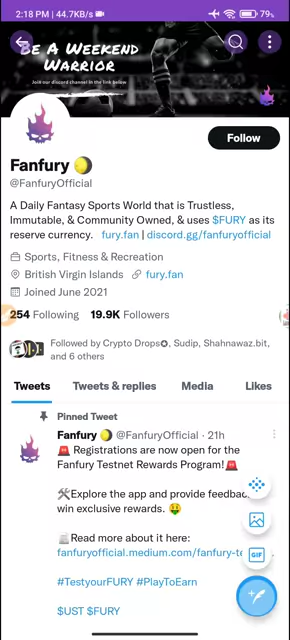 2:18 PM | 44.7KB/s
79%
BE A WEEKEND
WARRIOR
Join our discord channel in the link below
Follow
Fanfury
@FanfuryOfficial
A Daily Fantasy Sports World that is Trustless,
Immutable, & Community Owned, & uses $FURY as its
reserve currency. fury.fan | discord.gg/fanfuryofficial
Sports, Fitness & Recreation
British Virgin Islands fury.fan
Joined June 2021
254 Following 19.9K Followers
Followed by Crypto Drops✪, Sudip, Shahnawaz.bit,
and 6 others
Tweets Tweets & replies Media Likes
Pinned Tweet
Fanfury @FanfuryOfficial · 21h
🚨 Registrations are now open for the
Fanfury Testnet Rewards Program!🚨
🛠Explore the app and provide feedbac
win exclusive rewards. 🤑
📃Read more about it here:
fanfuryofficial.medium.com/fanfury-te…
#TestyourFURY #PlayToEarn
$UST $FURY
GIF